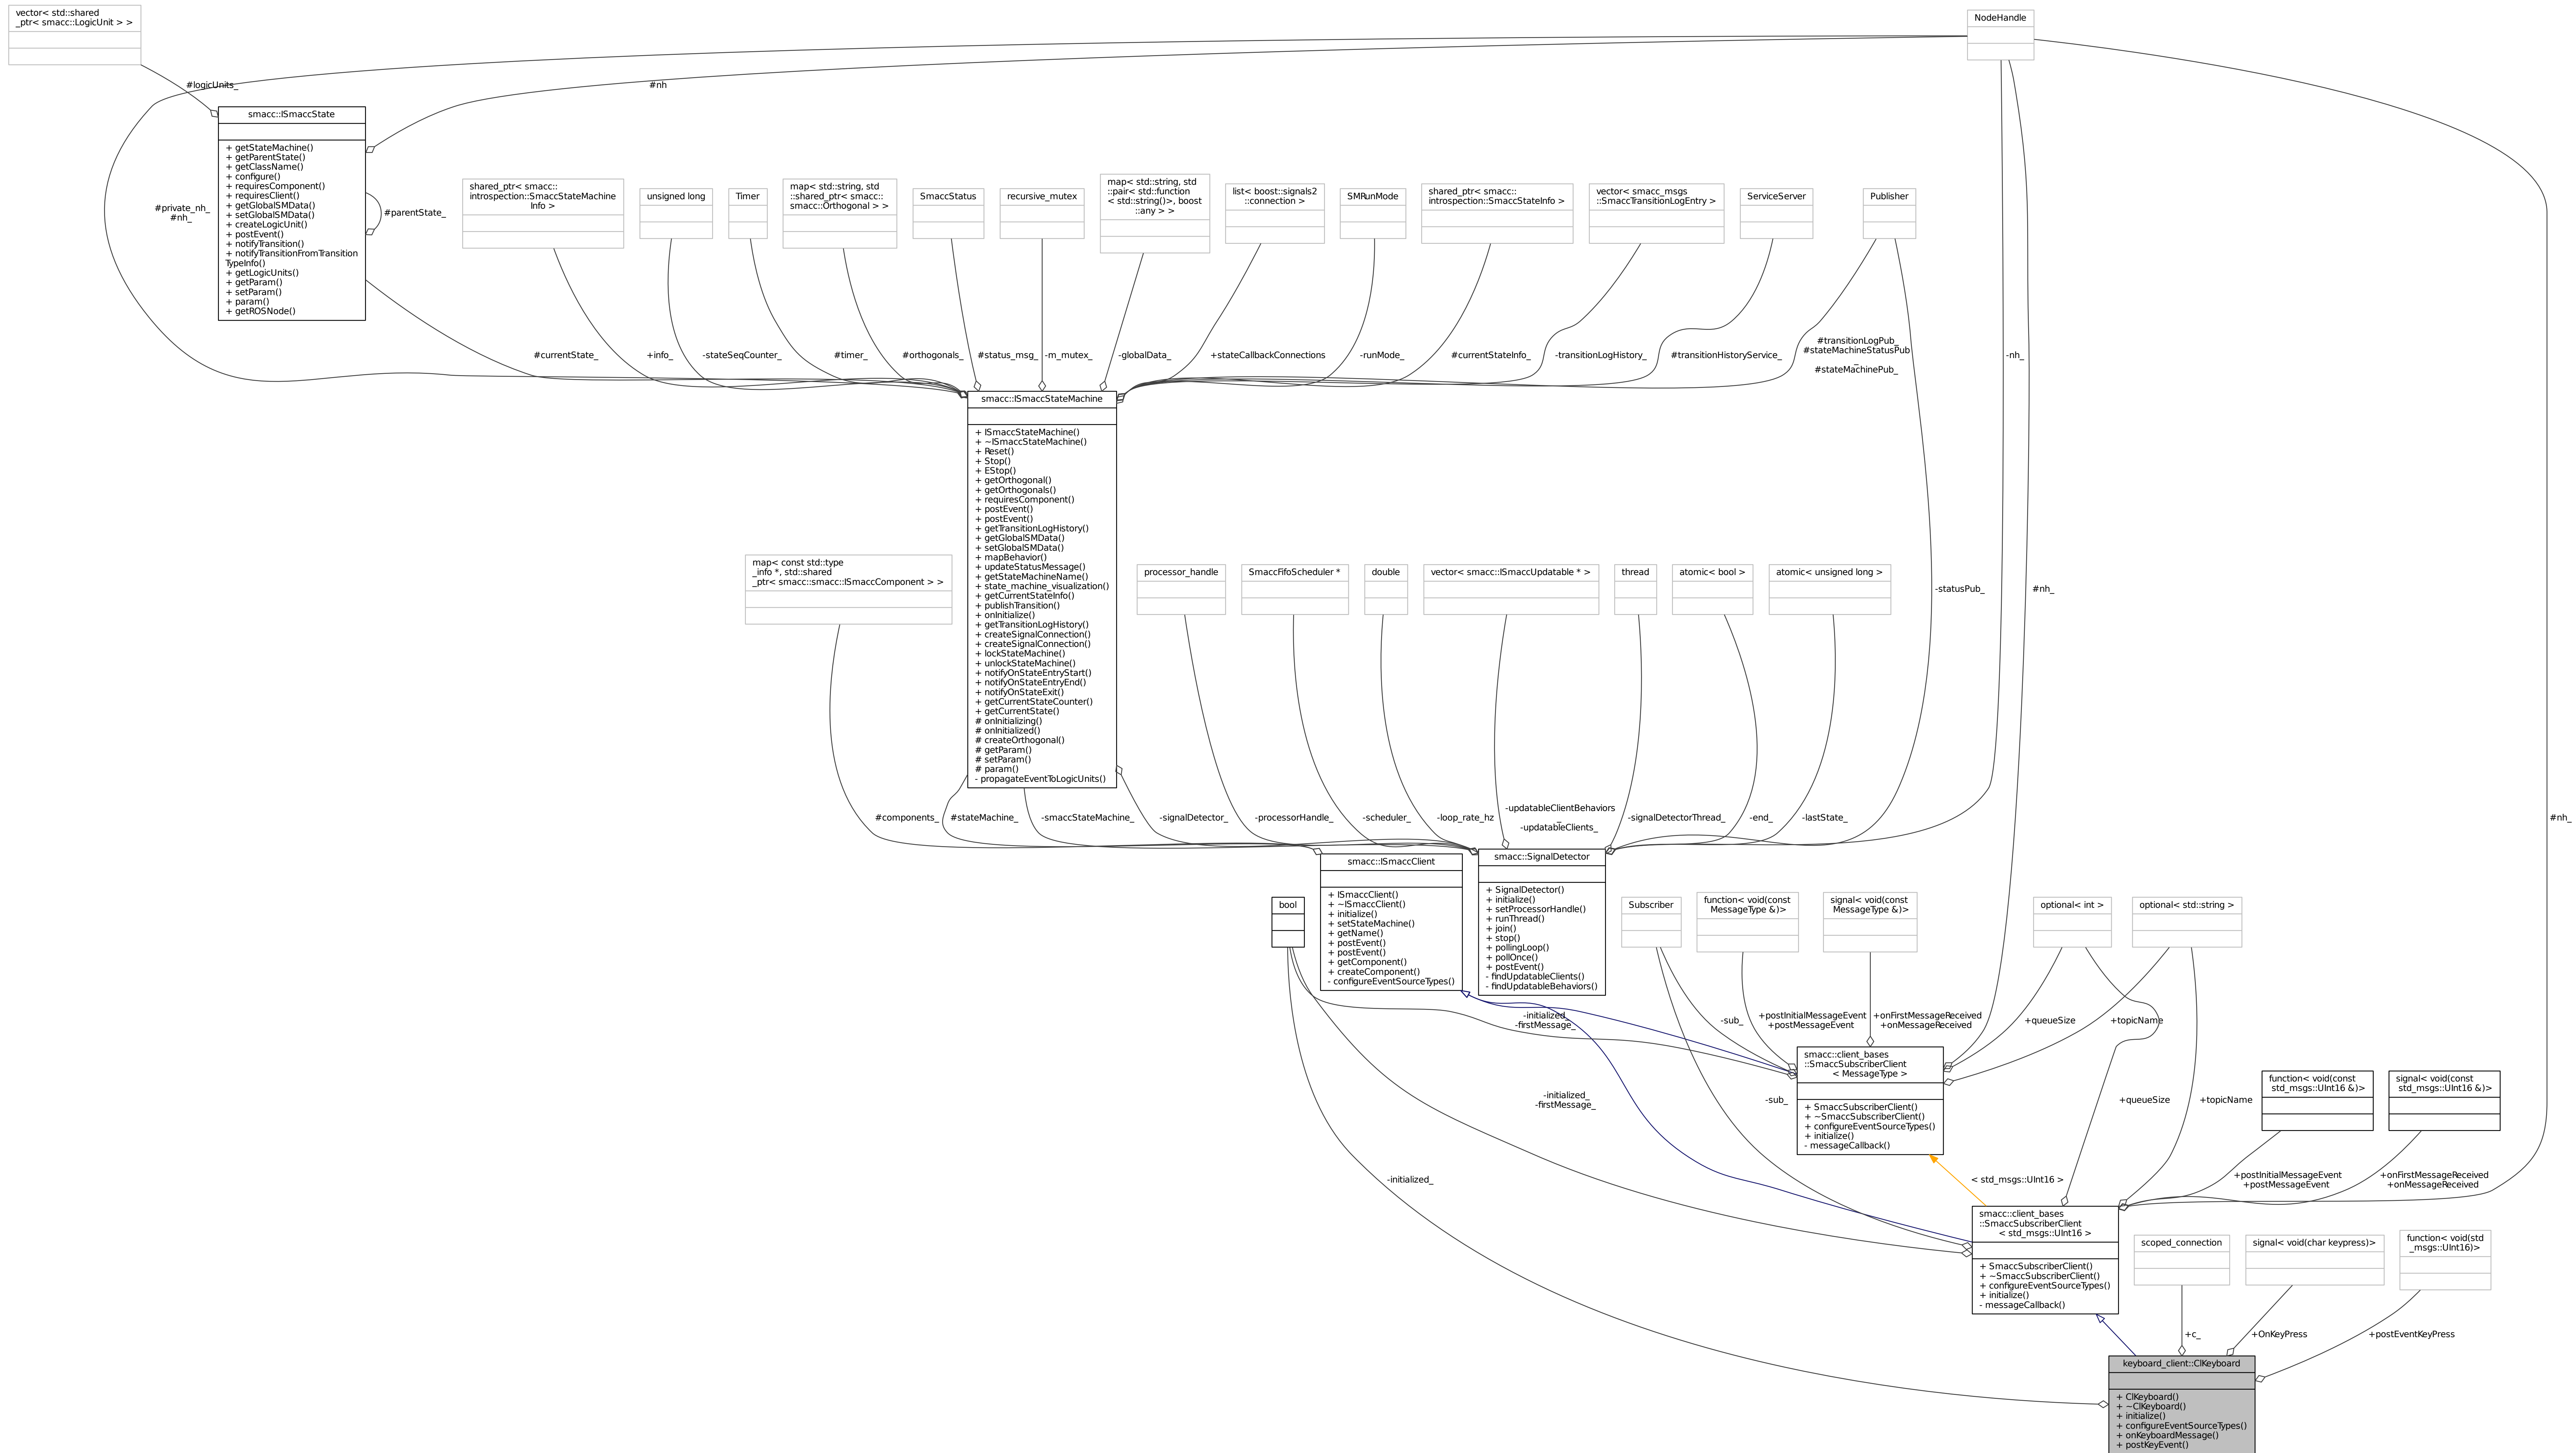 vector< std::shared
_ptr< smacc::LogicUnit > >
NodeHandle
#logicUnits_
#nh
smacc::ISmaccState
+ getStateMachine()
+ getParentState()
+ getClassName()
+ configure()
+ requiresComponent()
+ requiresClient()
+ getGlobalSMData()
+ setGlobalSMData()
+ createLogicUnit()
+ postEvent()
+ notifyTransition()
+ notifyTransitionFromTransition
TypeInfo()
+ getLogicUnits()
+ getParam()
+ setParam()
+ param()
+ getROSNode()
#private_nh_
#nh_
#parentState_
shared_ptr< smacc::
introspection::SmaccStateMachine
Info >
unsigned long
Timer
map< std::string, std
::shared_ptr< smacc::
smacc::Orthogonal > >
SmaccStatus
recursive_mutex
map< std::string, std
::pair< std::function
< std::string()>, boost
::any > >
list< boost::signals2
::connection >
SMRunMode
shared_ptr< smacc::
introspection::SmaccStateInfo >
vector< smacc_msgs
::SmaccTransitionLogEntry >
ServiceServer
Publisher
#currentState_
+info_
-stateSeqCounter_
#timer_
#orthogonals_
#status_msg_
-m_mutex_
-globalData_
+stateCallbackConnections
-runMode_
#currentStateInfo_
-transitionLogHistory_
#transitionHistoryService_
#transitionLogPub_
#stateMachineStatusPub
_
#stateMachinePub_
-nh_
smacc::ISmaccStateMachine
+ ISmaccStateMachine()
+ ~ISmaccStateMachine()
+ Reset()
+ Stop()
+ EStop()
+ getOrthogonal()
+ getOrthogonals()
+ requiresComponent()
+ postEvent()
+ postEvent()
+ getTransitionLogHistory()
+ getGlobalSMData()
+ setGlobalSMData()
+ mapBehavior()
+ updateStatusMessage()
+ getStateMachineName()
+ state_machine_visualization()
+ getCurrentStateInfo()
+ publishTransition()
+ onInitialize()
+ getTransitionLogHistory()
+ createSignalConnection()
+ createSignalConnection()
+ lockStateMachine()
+ unlockStateMachine()
+ notifyOnStateEntryStart()
+ notifyOnStateEntryEnd()
+ notifyOnStateExit()
+ getCurrentStateCounter()
+ getCurrentState()
# onInitializing()
# onInitialized()
# createOrthogonal()
# getParam()
# setParam()
# param()
- propagateEventToLogicUnits()
map< const std::type
_info *, std::shared
_ptr< smacc::smacc::ISmaccComponent > >
processor_handle
SmaccFifoScheduler *
double
vector< smacc::ISmaccUpdatable * >
thread
atomic< bool >
atomic< unsigned long >
-statusPub_
#nh_
#components_
#stateMachine_
-smaccStateMachine_
-signalDetector_
-processorHandle_
-scheduler_
-loop_rate_hz
-updatableClientBehaviors
_
-updatableClients_
-signalDetectorThread_
-end_
-lastState_
#nh_
smacc::ISmaccClient
+ ISmaccClient()
+ ~ISmaccClient()
+ initialize()
+ setStateMachine()
+ getName()
+ postEvent()
+ postEvent()
+ getComponent()
+ createComponent()
- configureEventSourceTypes()
smacc::SignalDetector
+ SignalDetector()
+ initialize()
+ setProcessorHandle()
+ runThread()
+ join()
+ stop()
+ pollingLoop()
+ pollOnce()
+ postEvent()
- findUpdatableClients()
- findUpdatableBehaviors()
bool
Subscriber
function< void(const
MessageType &)>
signal< void(const
MessageType &)>
optional< int >
optional< std::string >
-initialized_
-firstMessage_
-sub_
+postInitialMessageEvent
+postMessageEvent
+onFirstMessageReceived
+onMessageReceived
+queueSize
+topicName
smacc::client_bases
::SmaccSubscriberClient
< MessageType >
+ SmaccSubscriberClient()
+ ~SmaccSubscriberClient()
+ configureEventSourceTypes()
+ initialize()
- messageCallback()
function< void(const
std_msgs::UInt16 &)>
signal< void(const
std_msgs::UInt16 &)>
-initialized_
-firstMessage_
-sub_
+queueSize
+topicName
-initialized_
< std_msgs::UInt16 >
+postInitialMessageEvent
+postMessageEvent
+onFirstMessageReceived
+onMessageReceived
smacc::client_bases
::SmaccSubscriberClient
< std_msgs::UInt16 >
+ SmaccSubscriberClient()
+ ~SmaccSubscriberClient()
+ configureEventSourceTypes()
+ initialize()
- messageCallback()
scoped_connection
signal< void(char keypress)>
function< void(std
_msgs::UInt16)>
+c_
+OnKeyPress
+postEventKeyPress
keyboard_client::ClKeyboard
+ ClKeyboard()
+ ~ClKeyboard()
+ initialize()
+ configureEventSourceTypes()
+ onKeyboardMessage()
+ postKeyEvent()